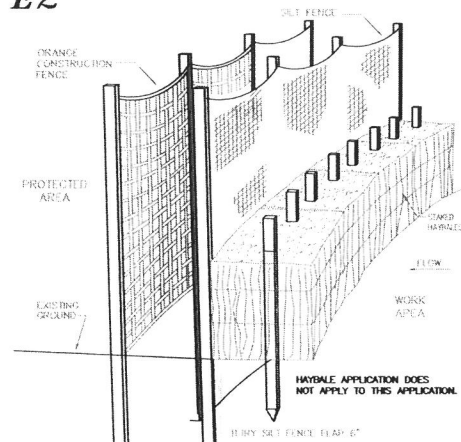 E2
SILT FENCE
ORANGE
CONSTRUCTION
FENCE
PROTECTED
AREA
STAKED
HAYBALES
FLOW
WORK
AREA
EXISTING
GROUND
HAYBALE APPLICATION DOES
NOT APPLY TO THIS APPLICATION.
BURY SILT FENCE FLAP 6"